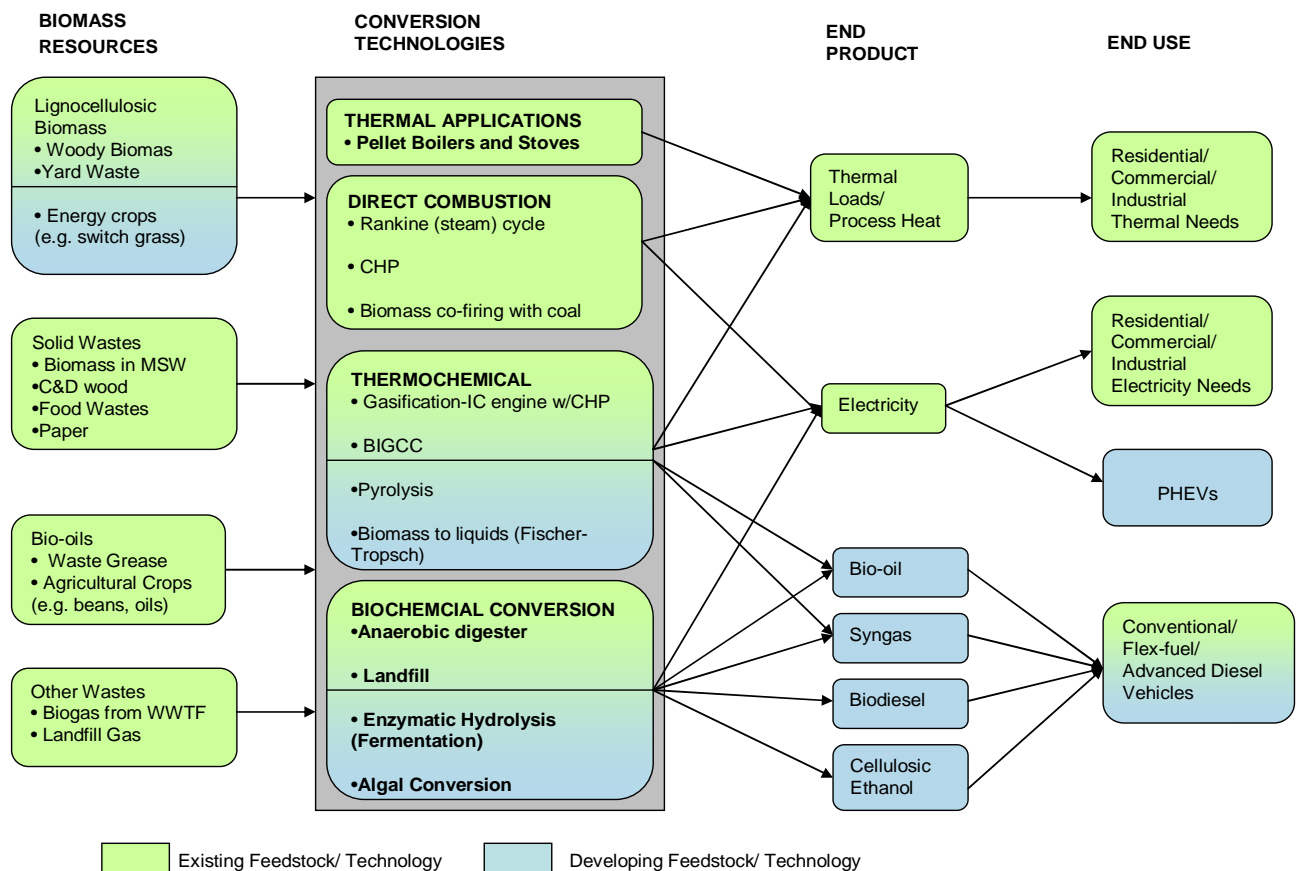 BIOMASS
RESOURCES
CONVERSION
TECHNOLOGIES
END
PRODUCT
END USE
Lignocellulosic
Biomass
• Woody Biomas
•Yard Waste
• Energy crops
(e.g. switch grass)
Solid Wastes
• Biomass in MSW
•C&D wood
•Food Wastes
•Paper
Bio-oils
• Waste Grease
• Agricultural Crops
(e.g. beans, oils)
Other Wastes
• Biogas from WWTF
• Landfill Gas
THERMAL APPLICATIONS
• Pellet Boilers and Stoves
DIRECT COMBUSTION
• Rankine (steam) cycle
• CHP
• Biomass co-firing with coal
THERMOCHEMICAL
• Gasification-IC engine w/CHP
• BIGCC
•Pyrolysis
•Biomass to liquids (Fischer-
Tropsch)
BIOCHEMCIAL CONVERSION
•Anaerobic digester
• Landfill
• Enzymatic Hydrolysis
(Fermentation)
•Algal Conversion
Thermal
Loads/
Process Heat
Electricity
Bio-oil
Syngas
Biodiesel
Cellulosic
Ethanol
Residential/
Commercial/
Industrial
Thermal Needs
Residential/
Commercial/
Industrial
Electricity Needs
PHEVs
Conventional/
Flex-fuel/
Advanced Diesel
Vehicles
Existing Feedstock/ Technology
Developing Feedstock/ Technology